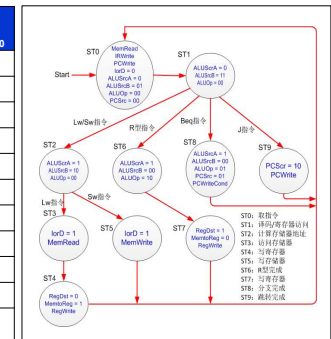 0
ST0
MemRead
IRWrite
PCWrite
IorD = 0
ALUScrA = 0
ALUSrcB = 01
ALUOp = 00
PCSrc = 00
Start
ST1
ALUScrA = 0
ALUSrcB = 11
ALUOp = 00
Lw/Sw指令
R型指令
Beq指令
J指令
ST2
ALUScrA = 1
ALUSrcB = 10
ALUOp = 00
ST6
ALUScrA = 1
ALUSrcB = 00
ALUOp = 10
ST8
ALUScrA = 1
ALUSrcB = 00
ALUOp = 01
PCSrc = 01
PCWriteCond
ST9
PCScr = 10
PCWrite
Lw指令
Sw指令
ST3
IorD = 1
MemRead
ST5
IorD = 1
MemWrite
ST7
RegDst = 1
MemtoReg = 0
RegWrite
ST4
RegDst = 0
MemtoReg = 1
RegWrite
ST0: 取指令
ST1: 译码/寄存器访问
ST2: 计算存储器地址
ST3: 访问存储器
ST4: 写寄存器
ST5: 写存储器
ST6: R型完成
ST7: 写寄存器
ST8: 分支完成
ST9: 跳转完成